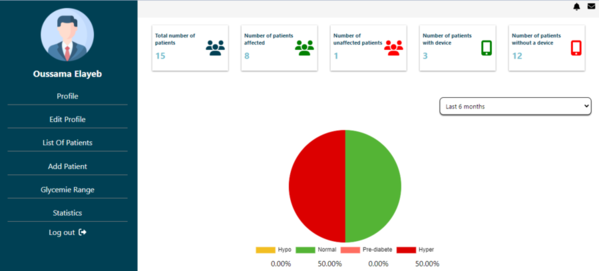 Oussama Elayeb
Profile
Edit Profile
List Of Patients
Add Patient
Glycemie Range
Statistics
Log out
Total number of
patients
15
Number of patients
affected
8
Number of
unaffected patients
1
Number of patients
with device
3
Number of patients
without a device
12
Last 6 months
Hypo Normal Pre-diabete Hyper
0.00% 50.00% 0.00% 50.00%